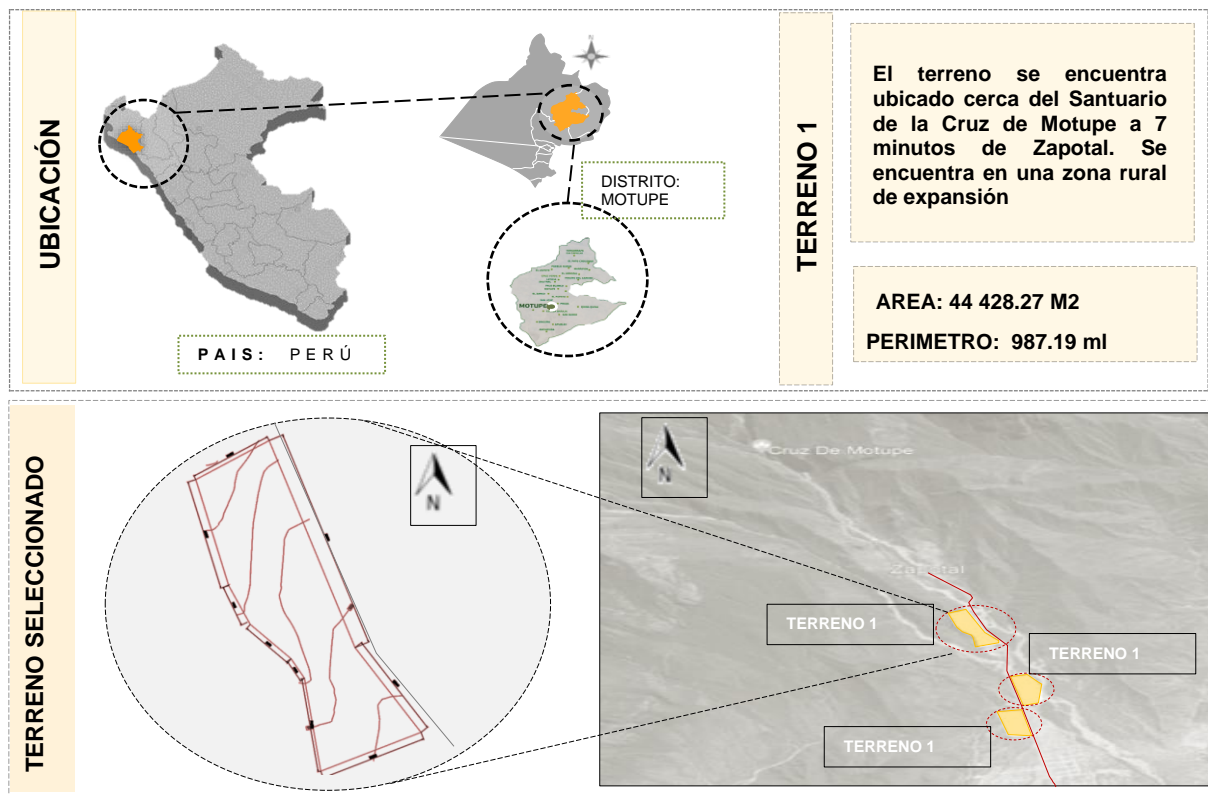 UBICACIÓN
DISTRITO:
MOTUPE
MOTUPE
PAIS: PERÚ
TERRENO 1
El terreno se encuentra
ubicado cerca del Santuario
de la Cruz de Motupe a 7
minutos de Zapotal. Se
encuentra en una zona rural
de expansión
AREA: 44 428.27 M2
PERIMETRO: 987.19 ml
TERRENO SELECCIONADO
N
N
Cruz De Motupe
Zapotal
TERRENO 1
TERRENO 1
TERRENO 1